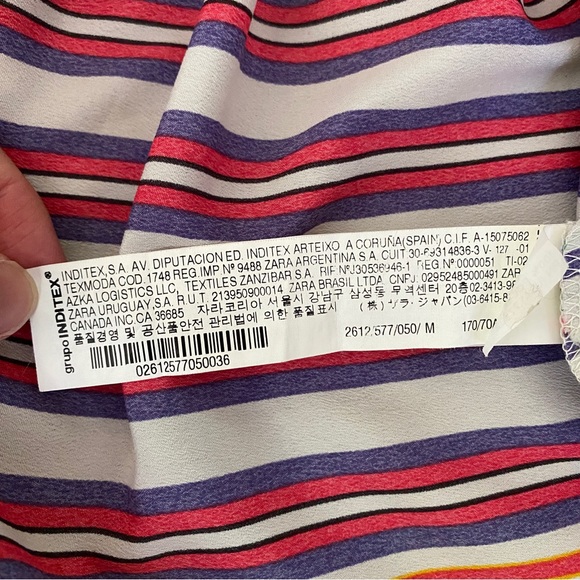 grupo INDITEX®
INDITEX,S.A. AV. DIPUTACION ED. INDITEX ARTEIXO A CORUÑA(SPAIN) C.I.F. A-15075062
TEXMODA COD.1748 REG.IMP Nº 9488 ZARA ARGENTINA S.A. CUIT 30-69314836-3 V-127 -01
AZKA LOGISTICS LLC, TEXTILES ZANZIBAR S.A. RIF NºJ30536946-1 REG.Nº 0000051 TI-02
ZARA URUGUAY,S.A R.U.T. 213950900014 ZARA BRASIL LTDA. CNPJ: 02952485000491 ZAR
CANADA INC.CA 36685 자라코리아 서울시 강남구 삼성동 무역센터 20층 02-3413-98
품질경영 및 공산품안전 관리법에 의한 품질표시 (株) ザラ・ジャパン (03-6415-8
2612/577/050/ M 170/70A
02612577050036